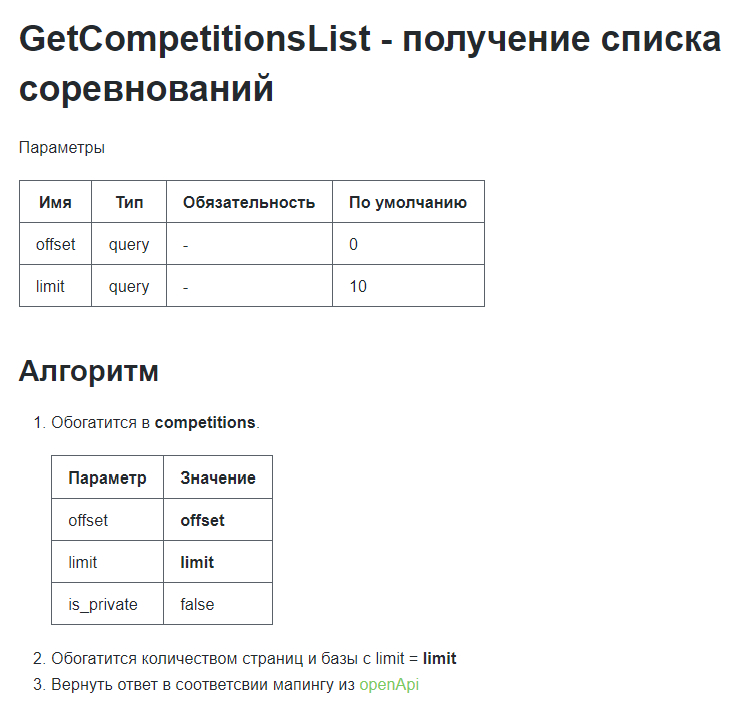 GetCompetitionsList - получение списка
соревнований
Параметры
Имя Тип Обязательность По умолчанию
offset query - 0
limit query - 10
Алгоритм
1. Обогатится в competitions.
Параметр Значение
offset offset
limit limit
is_private false
2. Обогатится количеством страниц и базы с limit = limit
3. Вернуть ответ в соответсвии мапингу из openApi